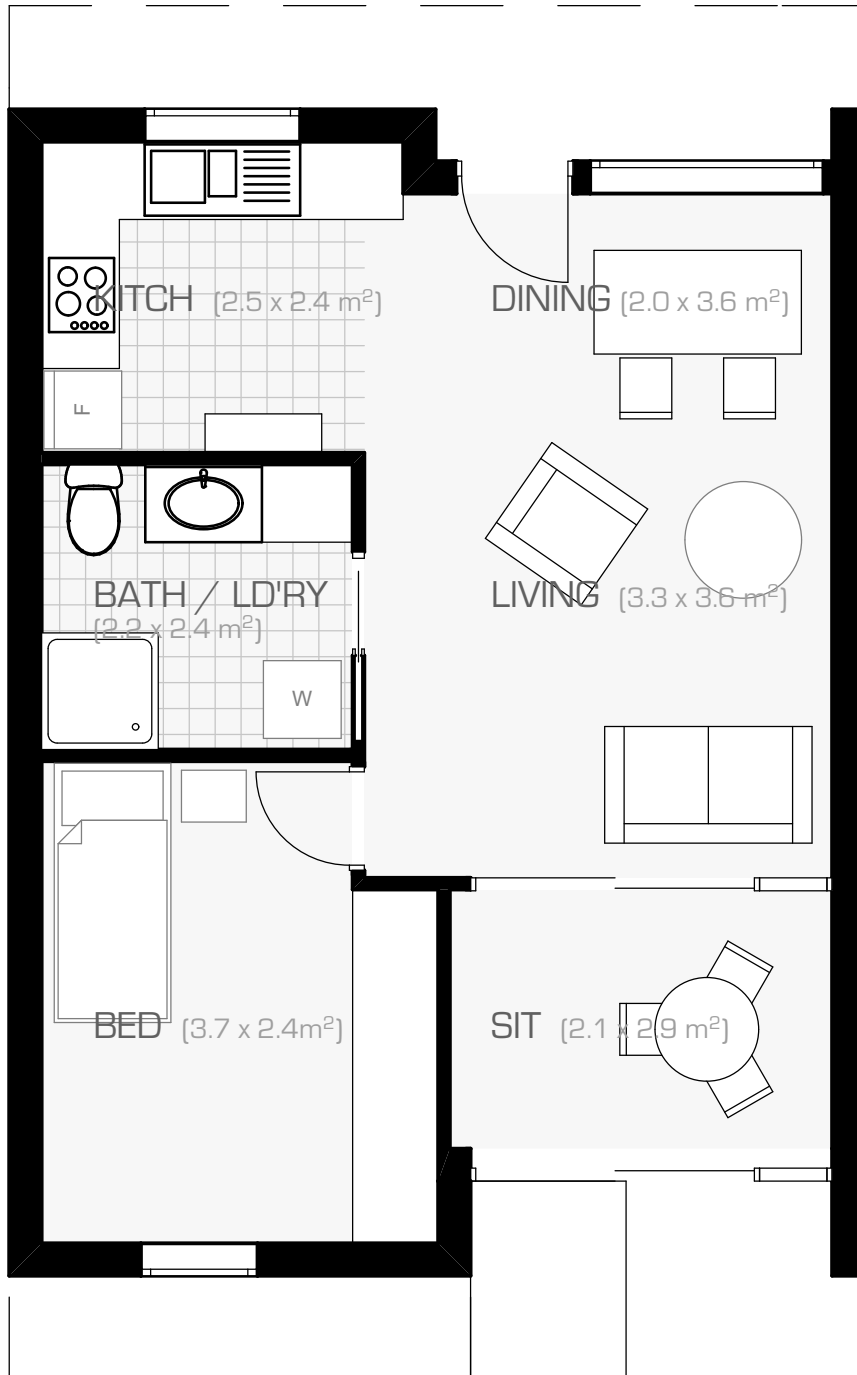 KITCH (2.5 x 2.4 m²)
DINING (2.0 x 3.6 m²)
F
BATH / LD'RY
(2.2 x 2.4 m²)
LIVING (3.3 x 3.6 m²)
W
BED (3.7 x 2.4m²)
SIT (2.1 x 2.9 m²)